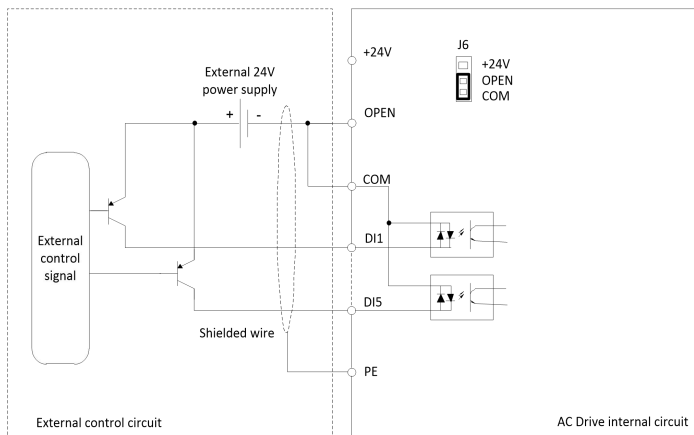 J6
+24V
+24V
OPEN
COM
External 24V
power supply
+ -
OPEN
COM
External
control
signal
DI1
DI5
Shielded wire
PE
External control circuit
AC Drive internal circuit